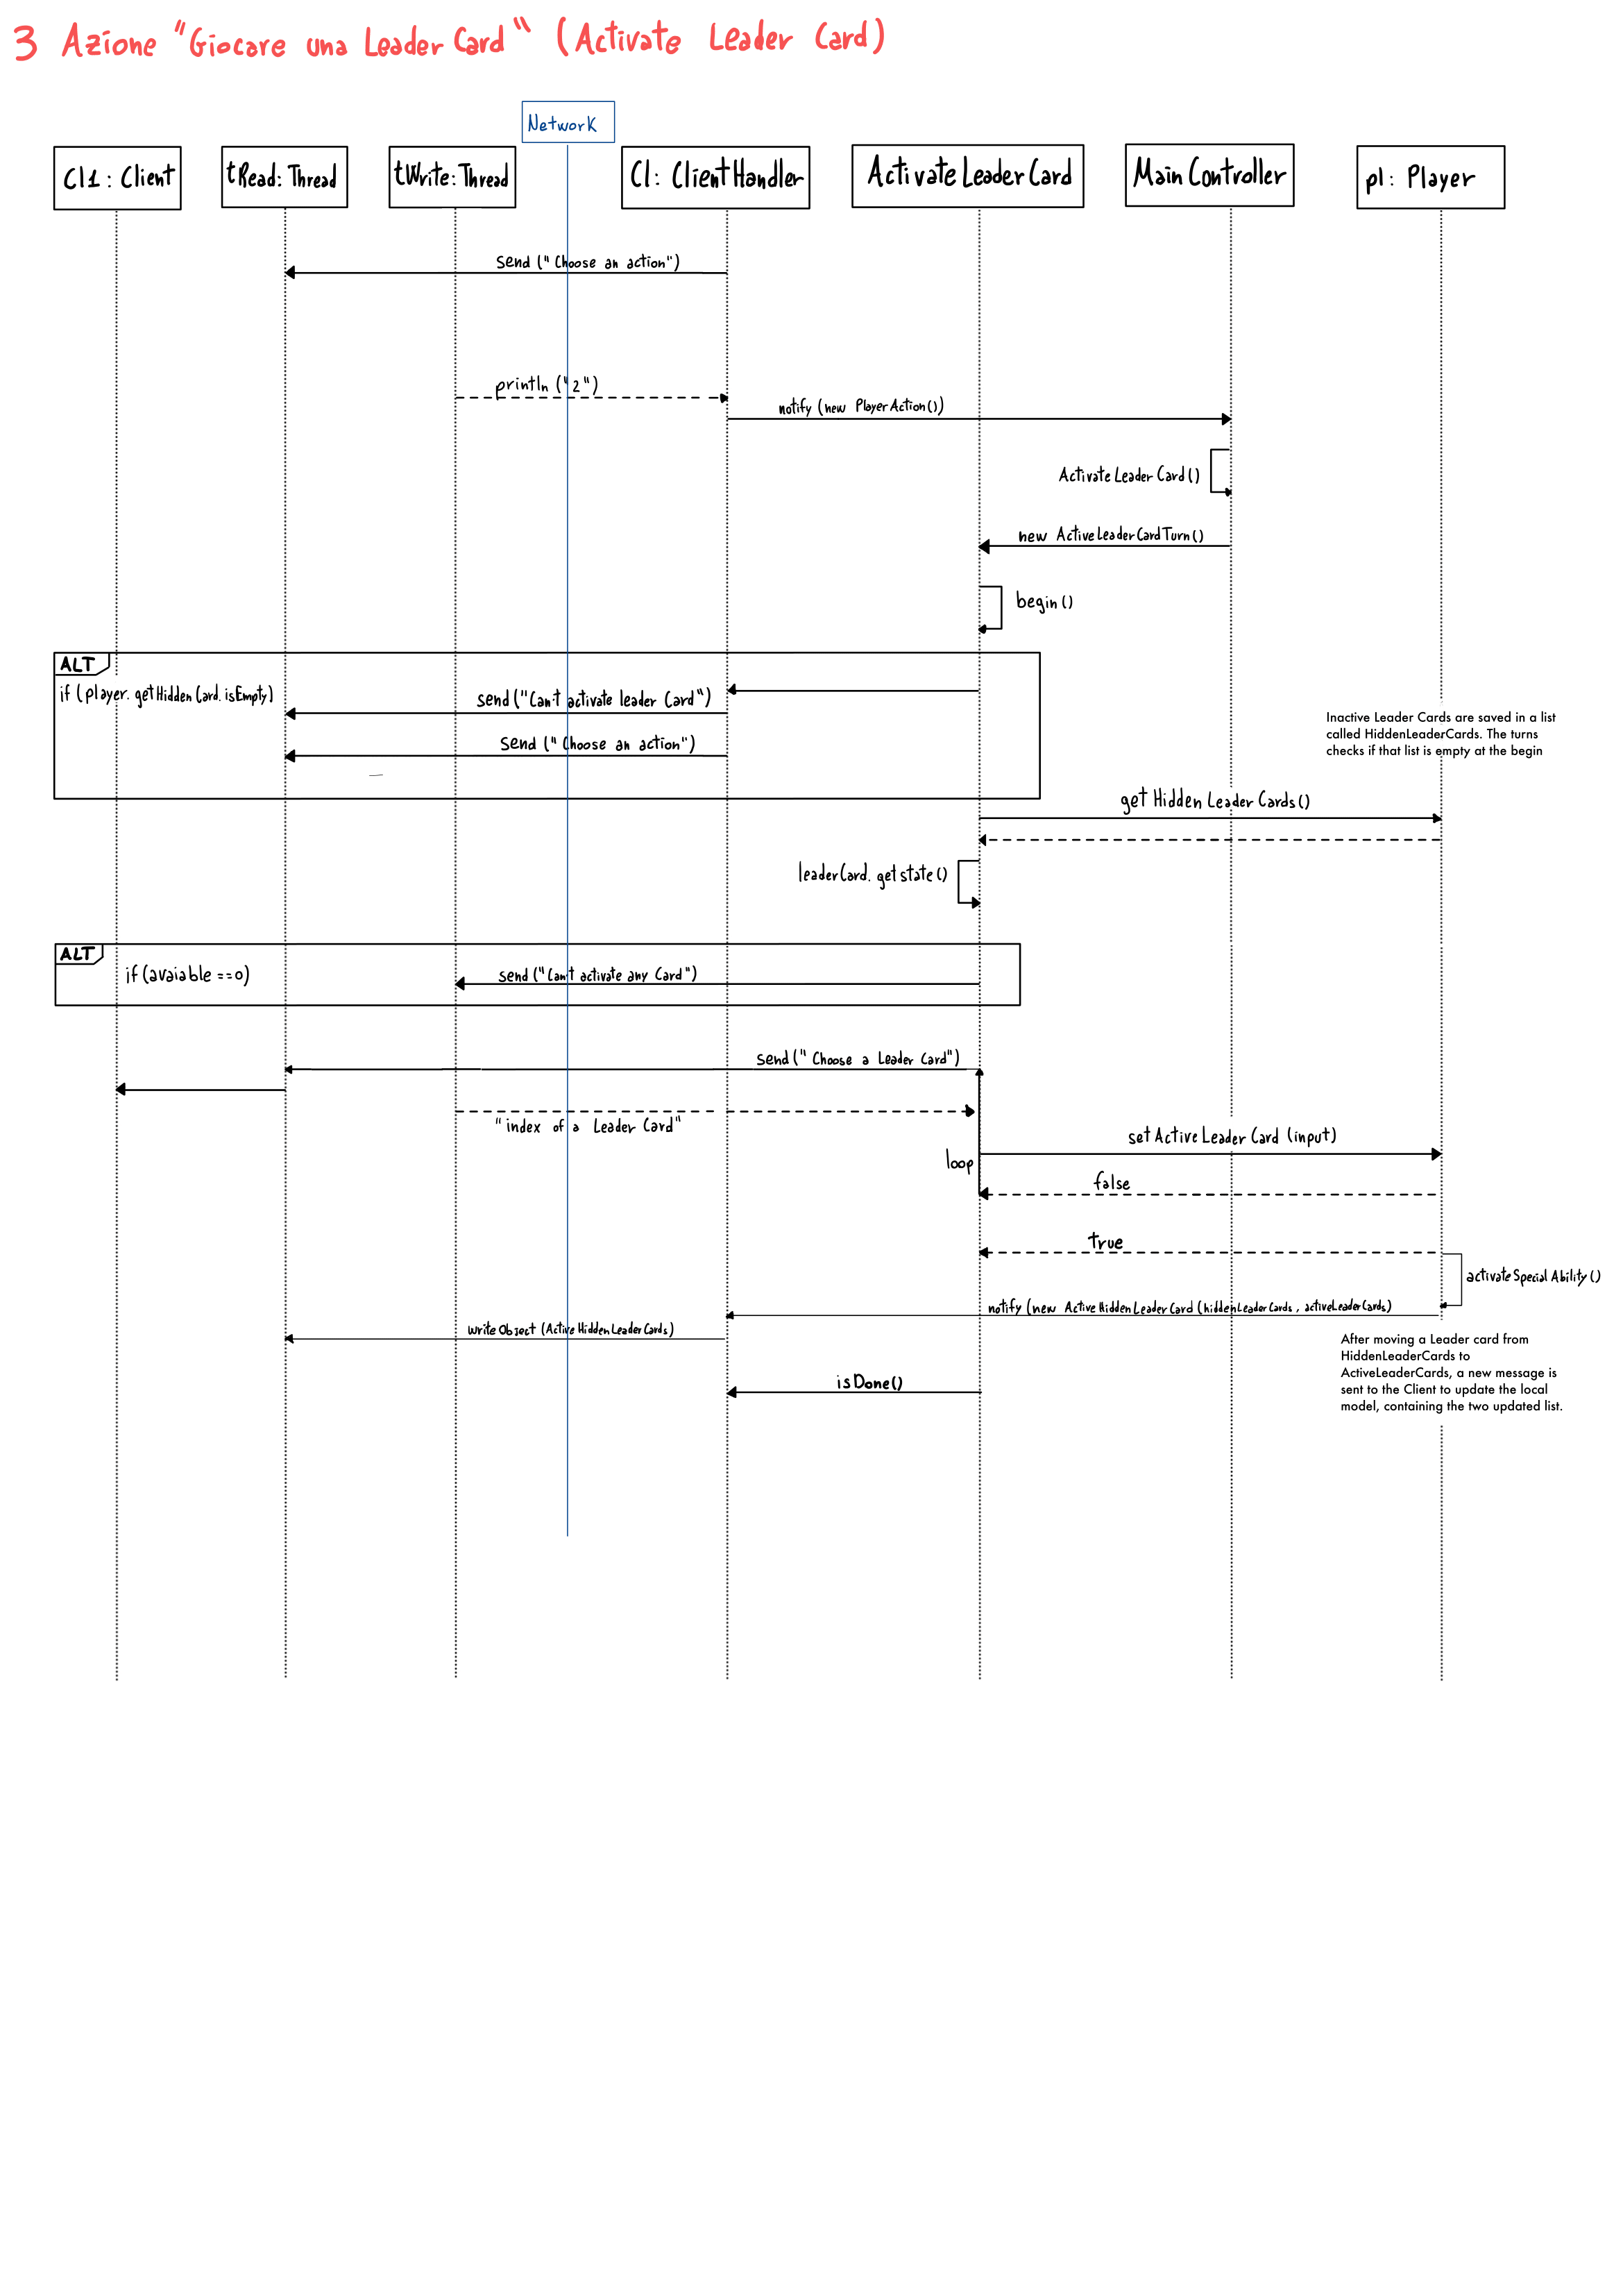 3 Azione "Giocare una Leader Card" (Activate Leader Card)
Network
Cl1 : Client
tRead: Thread
tWrite: Thread
Cl: ClientHandler
ActivateLeaderCard
Main Controller
pl: Player
Send ("Choose an action")
println ("2")
notify (new PlayerAction())
ActivateLeaderCard()
new ActiveLeaderCardTurn()
begin()
ALT
if (player.getHiddenCard.isEmpty)
send ("Can't activate leader Card")
Send ("Choose an action")
Inactive Leader Cards are saved in a list
called HiddenLeaderCards. The turns
checks if that list is empty at the begin
get Hidden Leader Cards()
leaderCard.getstate()
ALT
if (avaiable ==0)
send ("Can't activate any Card")
send ("Choose a Leader Card")
"index of a Leader Card"
set Active Leader Card (input)
loop
false
true
activateSpecialAbility()
notify (new ActiveHiddenLeaderCard (hiddenLeaderCards, activeLeaderCards)
writeObject (ActiveHiddenLeaderCards)
After moving a Leader card from
HiddenLeaderCards to
ActiveLeaderCards, a new message is
sent to the Client to update the local
model, containing the two updated list.
isDone()